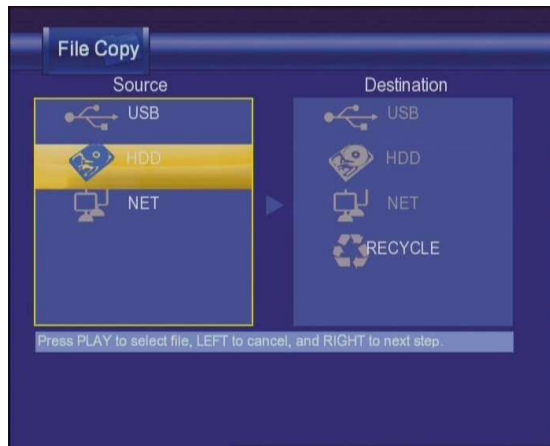 File Copy
Source
Destination
USB
HDD
NET
USB
HDD
NET
RECYCLE
Press PLAY to select file, LEFT to cancel, and RIGHT to next step.